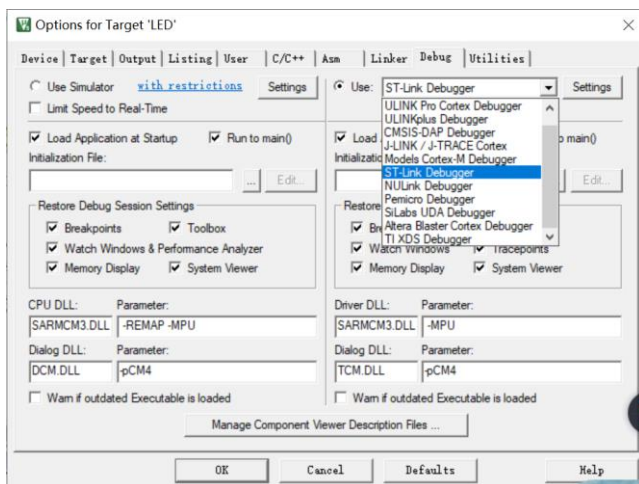 Options for Target 'LED'
Device Target Output Listing User C/C++ Asm Linker Debug Utilities
Use Simulator with restrictions Settings
Limit Speed to Real-Time
Load Application at Startup Run to main()
Initialization File:
... Edit...
Restore Debug Session Settings
Breakpoints Toolbox
Watch Windows & Performance Analyzer
Memory Display System Viewer
CPU DLL: Parameter:
SARMCM3.DLL -REMAP -MPU
Dialog DLL: Parameter:
DCM.DLL -pCM4
Warn if outdated Executable is loaded
Use: ST-Link Debugger Settings
ULINK Pro Cortex Debugger
ULINKplus Debugger
CMSIS-DAP Debugger
J-LINK / J-TRACE Cortex
Models Cortex-M Debugger
ST-Link Debugger
NULink Debugger
Pemicro Debugger
SiLabs UDA Debugger
Altera Blaster Cortex Debugger
TI XDS Debugger
Load
main()
Initializatio
Edit...
Restore
Watch Windows Tracepoints
Memory Display System Viewer
Driver DLL: Parameter:
SARMCM3.DLL -MPU
Dialog DLL: Parameter:
TCM.DLL -pCM4
Warn if outdated Executable is loaded
Manage Component Viewer Description Files ...
OK Cancel Defaults Help